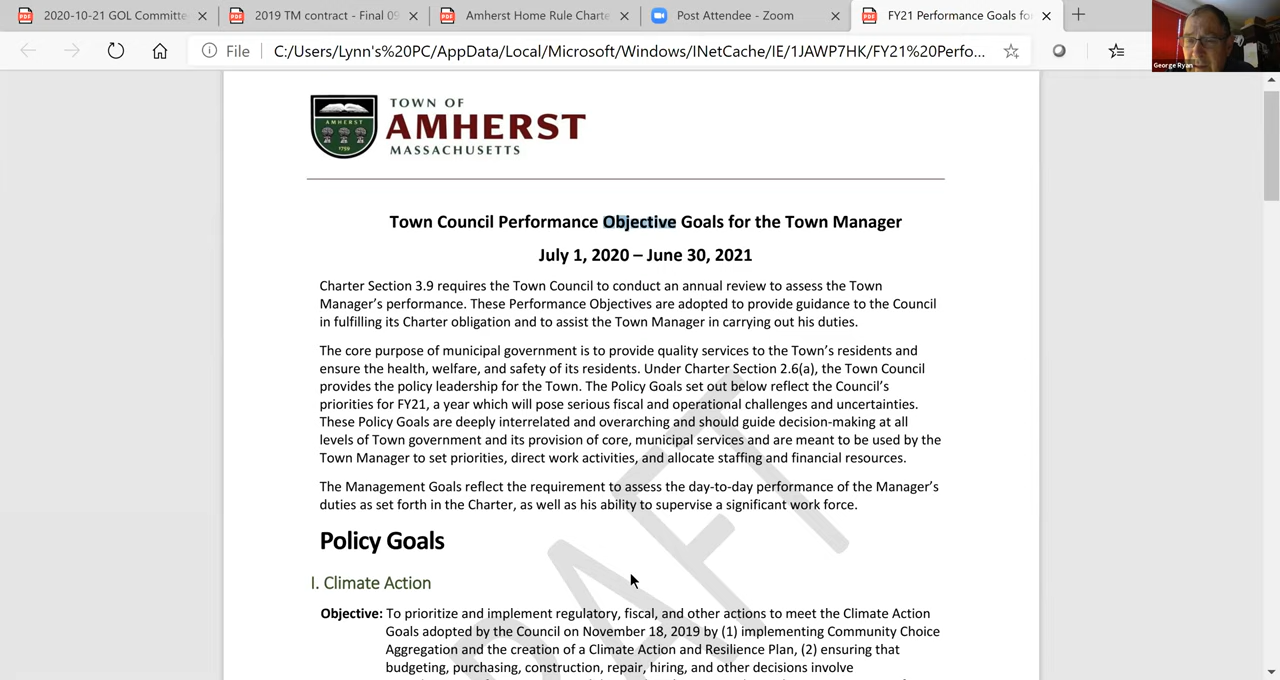 2020-10-21 GOL Committe
2019 TM contract - Final 09
Amherst Home Rule Charte
Post Attendee - Zoom
FY21 Performance Goals fo
File
C:/Users/Lynn's%20PC/AppData/Local/Microsoft/Windows/INetCache/IE/1JAWP7HK/FY21%20Perfo...
George Ryan
AMHERST
1759
TOWN OF
AMHERST
MASSACHUSETTS
Town Council Performance Objective Goals for the Town Manager
July 1, 2020 – June 30, 2021
Charter Section 3.9 requires the Town Council to conduct an annual review to assess the Town
Manager's performance. These Performance Objectives are adopted to provide guidance to the Council
in fulfilling its Charter obligation and to assist the Town Manager in carrying out his duties.
The core purpose of municipal government is to provide quality services to the Town's residents and
ensure the health, welfare, and safety of its residents. Under Charter Section 2.6(a), the Town Council
provides the policy leadership for the Town. The Policy Goals set out below reflect the Council's
priorities for FY21, a year which will pose serious fiscal and operational challenges and uncertainties.
These Policy Goals are deeply interrelated and overarching and should guide decision-making at all
levels of Town government and its provision of core, municipal services and are meant to be used by the
Town Manager to set priorities, direct work activities, and allocate staffing and financial resources.
The Management Goals reflect the requirement to assess the day-to-day performance of the Manager's
duties as set forth in the Charter, as well as his ability to supervise a significant work force.
Policy Goals
I. Climate Action
Objective: To prioritize and implement regulatory, fiscal, and other actions to meet the Climate Action
Goals adopted by the Council on November 18, 2019 by (1) implementing Community Choice
Aggregation and the creation of a Climate Action and Resilience Plan, (2) ensuring that
budgeting, purchasing, construction, repair, hiring, and other decisions involve